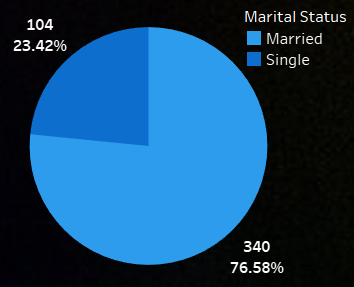 Marital Status
Married
Single
104
23.42%
340
76.58%